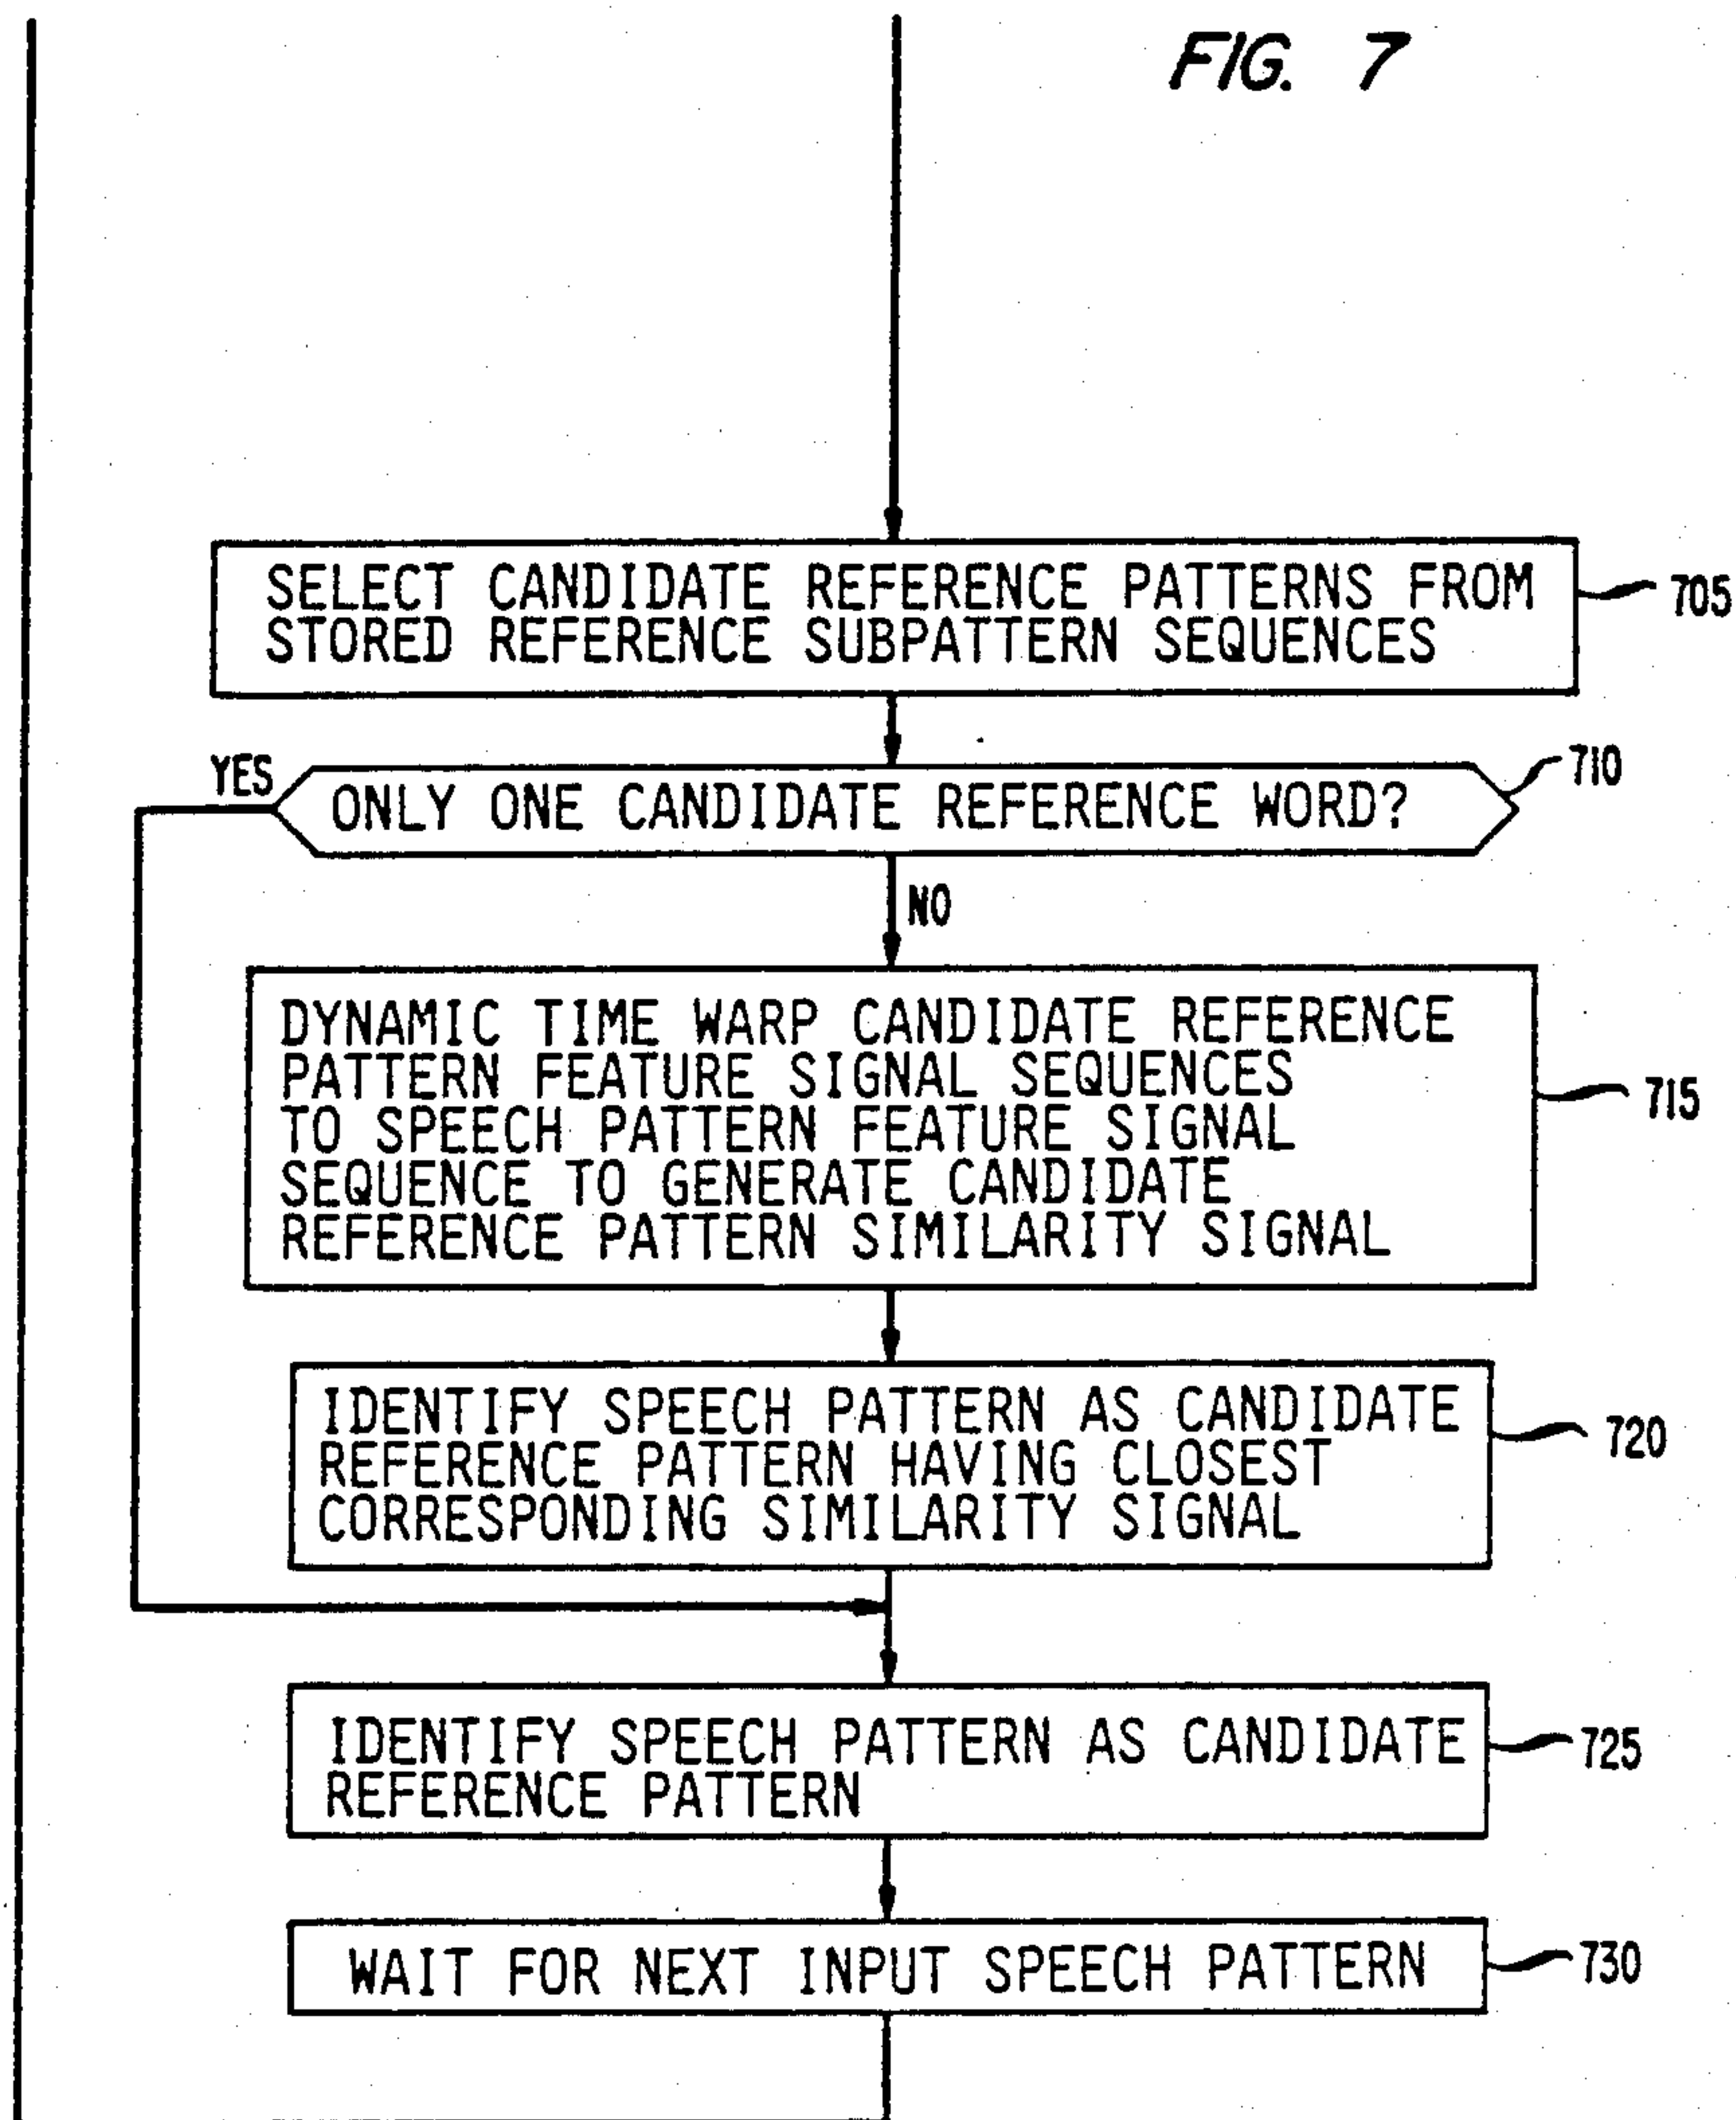 FIG. 7
SELECT CANDIDATE REFERENCE PATTERNS FROM
STORED REFERENCE SUBPATTERN SEQUENCES
705
YES
ONLY ONE CANDIDATE REFERENCE WORD?
710
NO
DYNAMIC TIME WARP CANDIDATE REFERENCE
PATTERN FEATURE SIGNAL SEQUENCES
TO SPEECH PATTERN FEATURE SIGNAL
SEQUENCE TO GENERATE CANDIDATE
REFERENCE PATTERN SIMILARITY SIGNAL
715
IDENTIFY SPEECH PATTERN AS CANDIDATE
REFERENCE PATTERN HAVING CLOSEST
CORRESPONDING SIMILARITY SIGNAL
720
IDENTIFY SPEECH PATTERN AS CANDIDATE
REFERENCE PATTERN
725
WAIT FOR NEXT INPUT SPEECH PATTERN
730